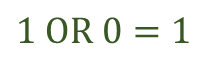 1 OR 0 = 1